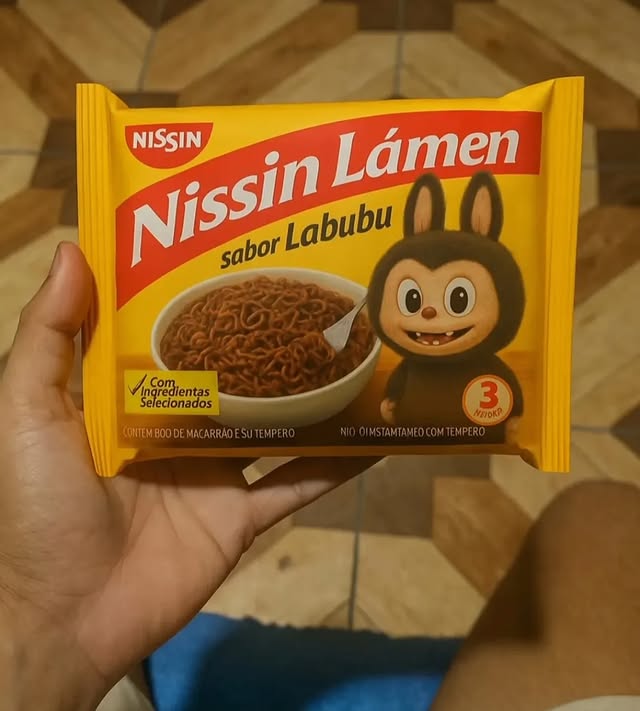 NISSIN
Nissin Lámen
sabor Labubu
Com
Ingredientas
Selecionados
3
CONTEM BOO DE MACARRÃO E SU TEMPERO
NIO OIMSTAMTAMEO COM TEMPERO